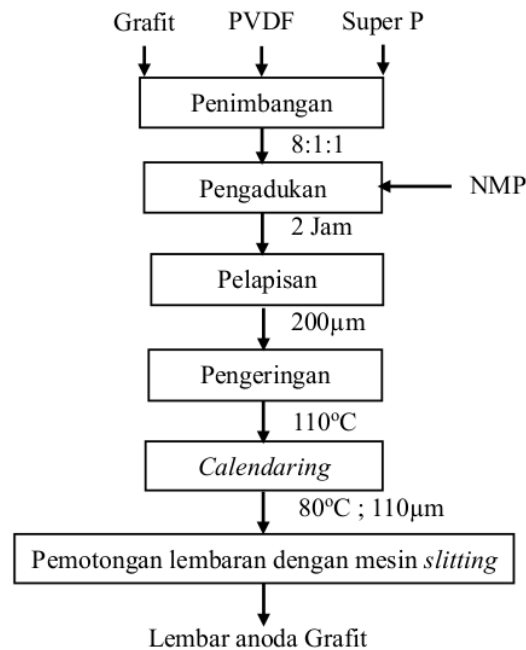 Grafit PVDF Super P
Penimbangan
8:1:1
Pengadukan NMP
2 Jam
Pelapisan
200µm
Pengeringan
110ºC
Calendaring
80ºC ; 110µm
Pemotongan lembaran dengan mesin slitting
Lembar anoda Grafit